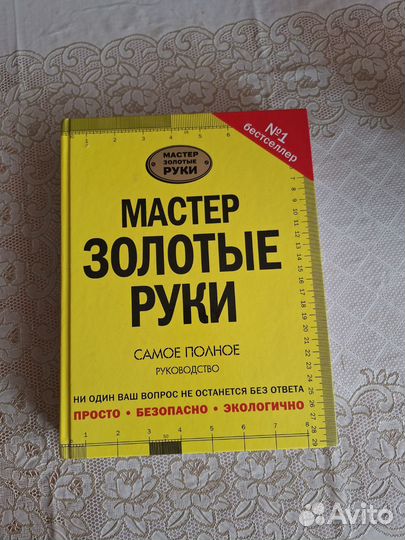 №1
бестселлер
МАСТЕР
ЗОЛОТЫЕ
РУКИ
МАСТЕР
ЗОЛОТЫЕ
РУКИ
САМОЕ ПОЛНОЕ
РУКОВОДСТВО
НИ ОДИН ВАШ ВОПРОС НЕ ОСТАНЕТСЯ БЕЗ ОТВЕТА
ПРОСТО • БЕЗОПАСНО • ЭКОЛОГИЧНО
Avito